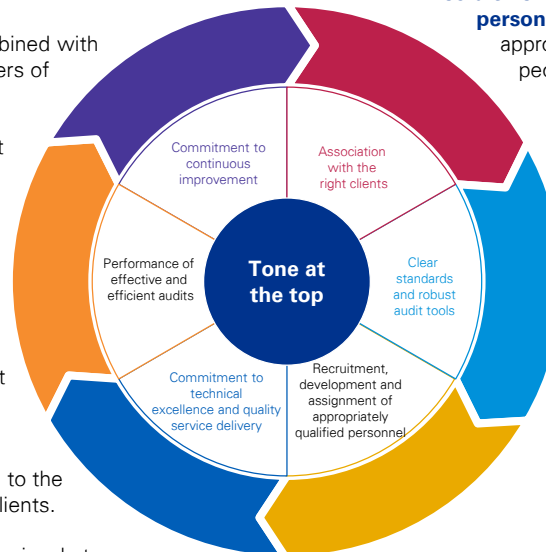 person
appro
peo
bined with
ers of
t
Commitment to
continuous
improvement
Association
with the
right clients
Clear
standards
and robust
audit tools
Recruitment,
development and
assignment of
appropriately
qualified personnel
Commitment to
technical
excellence and quality
service delivery
Performance of
effective and
efficient audits
Tone at
the top
t
to the
lients.